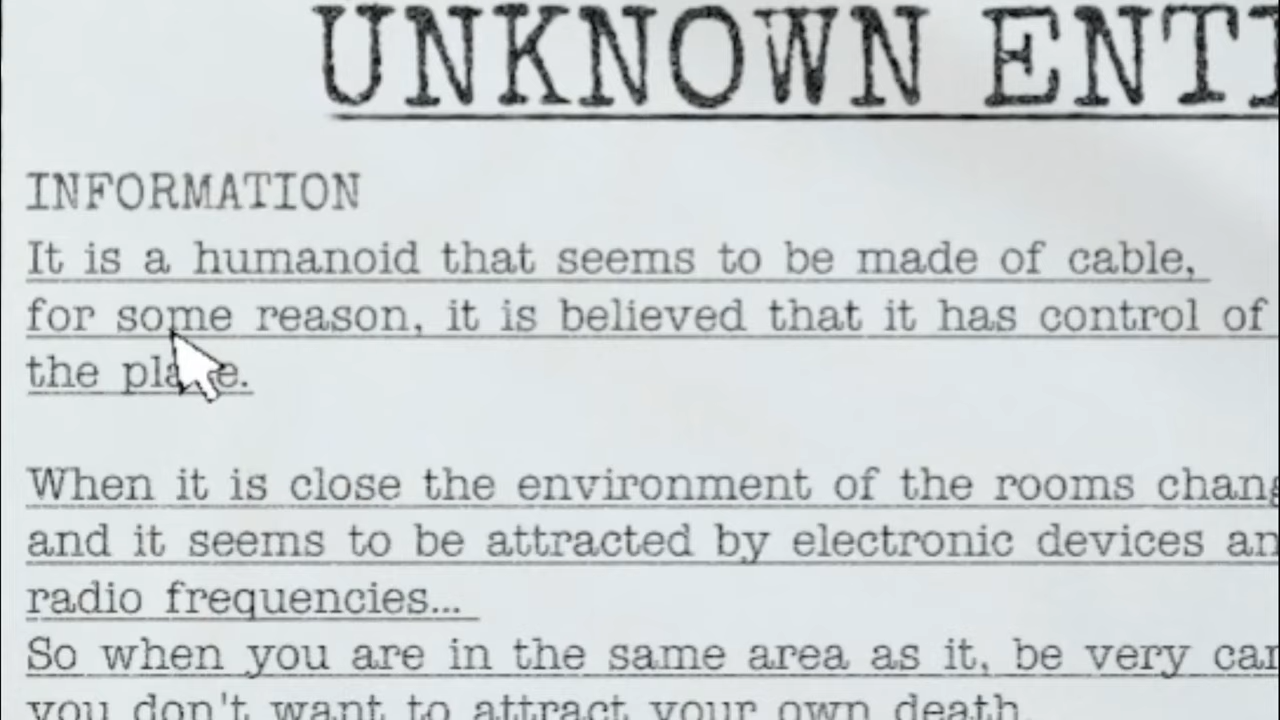 UNKNOWN ENTI
INFORMATION
It is a humanoid that seems to be made of cable,
for some reason, it is believed that it has control of
the place.
When it is close the environment of the rooms chang
and it seems to be attracted by electronic devices an
radio frequencies...
So when you are in the same area as it, be very car
you don't want to attract your own death.